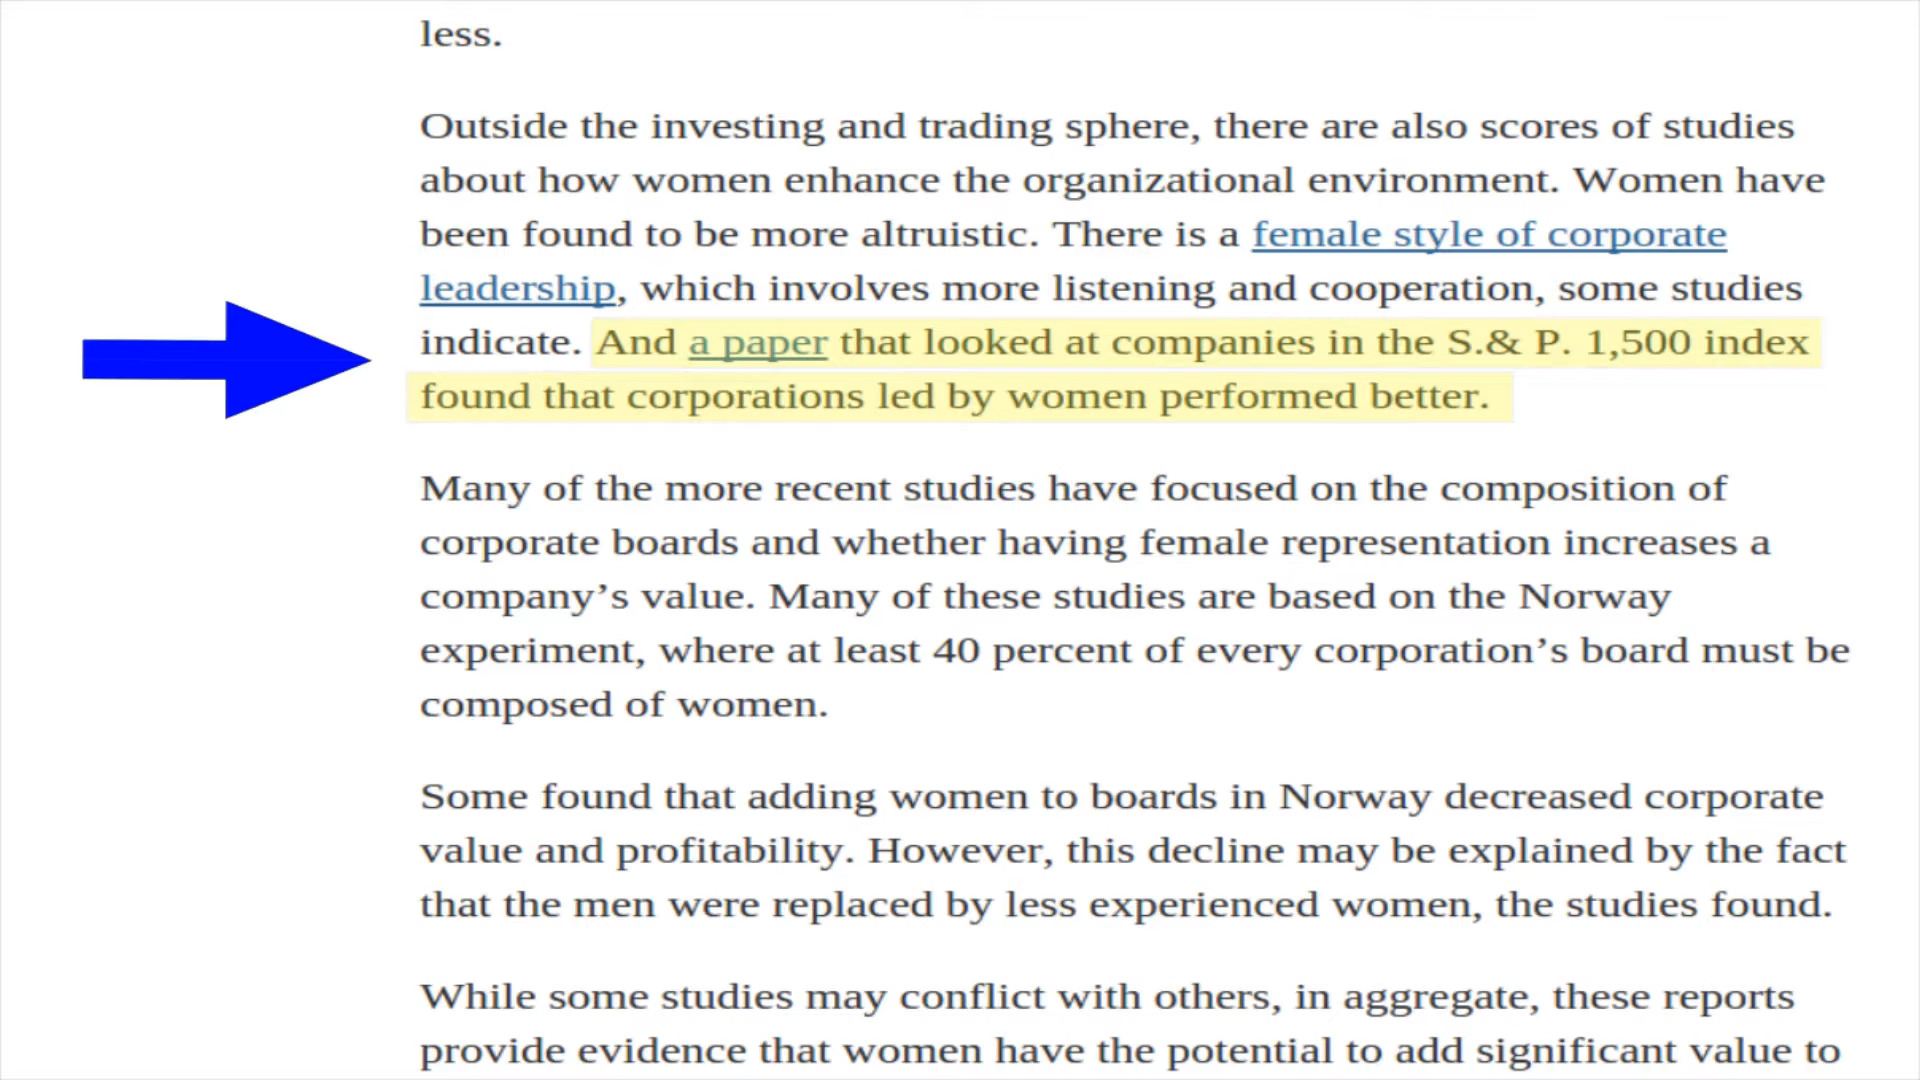 less.
Outside the investing and trading sphere, there are also scores of studies
about how women enhance the organizational environment. Women have
been found to be more altruistic. There is a female style of corporate
leadership, which involves more listening and cooperation, some studies
indicate. And a paper that looked at companies in the S.& P. 1,500 index
found that corporations led by women performed better.
Many of the more recent studies have focused on the composition of
corporate boards and whether having female representation increases a
company’s value. Many of these studies are based on the Norway
experiment, where at least 40 percent of every corporation’s board must be
composed of women.
Some found that adding women to boards in Norway decreased corporate
value and profitability. However, this decline may be explained by the fact
that the men were replaced by less experienced women, the studies found.
While some studies may conflict with others, in aggregate, these reports
provide evidence that women have the potential to add significant value to